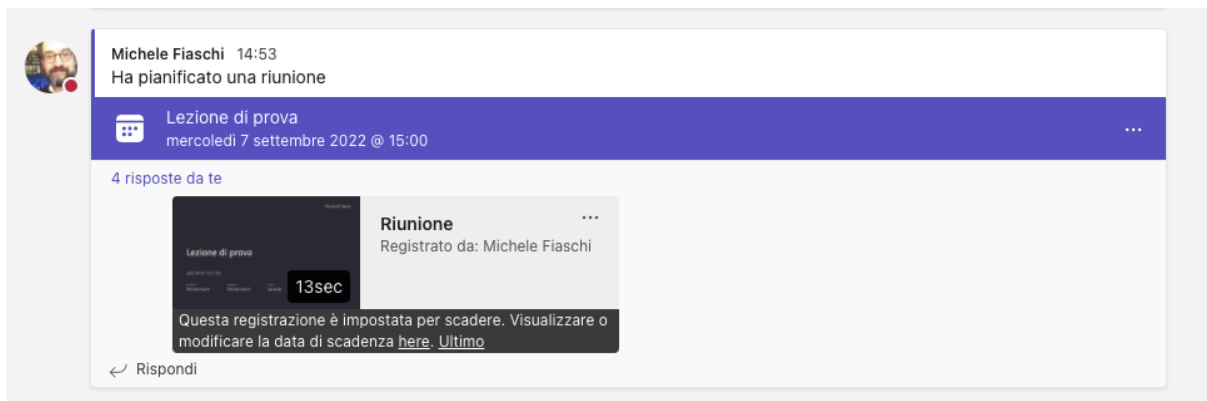 Michele Fiaschi 14:53
Ha pianificato una riunione
Lezione di prova
mercoledì 7 settembre 2022 @ 15:00
4 risposte da te
Lezione di prova
13sec
Riunione
Registrato da: Michele Fiaschi
Questa registrazione è impostata per scadere. Visualizzare o
modificare la data di scadenza here. Ultimo
Rispondi